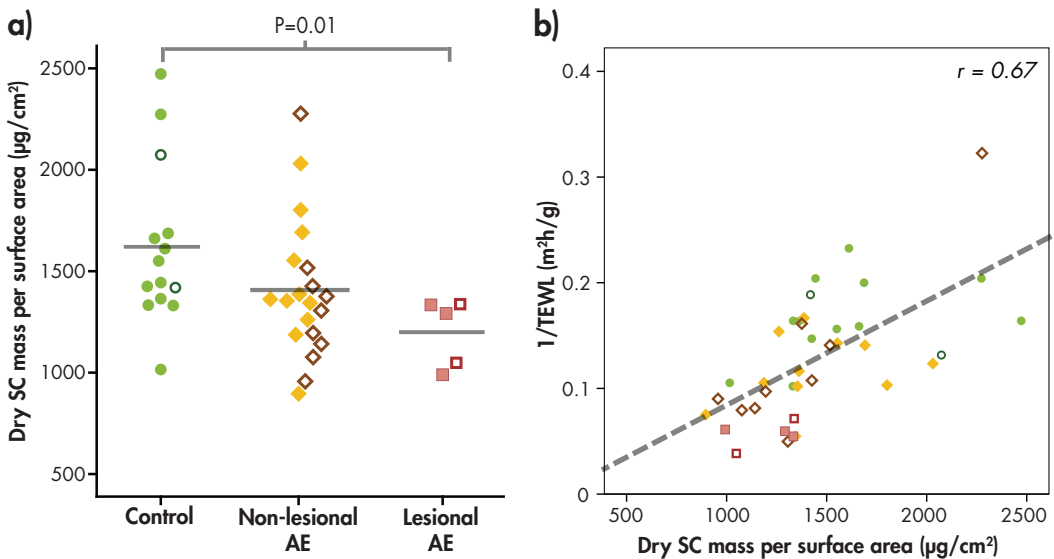 a)
P=0.01
Dry SC mass per surface area (µg/cm²)
2500
2000
1500
1000
500
Control
Non-lesional
AE
Lesional
AE
b)
r = 0.67
1/TEWL (m²h/g)
0.4
0.3
0.2
0.1
0
500
1000
1500
2000
2500
Dry SC mass per surface area (µg/cm²)